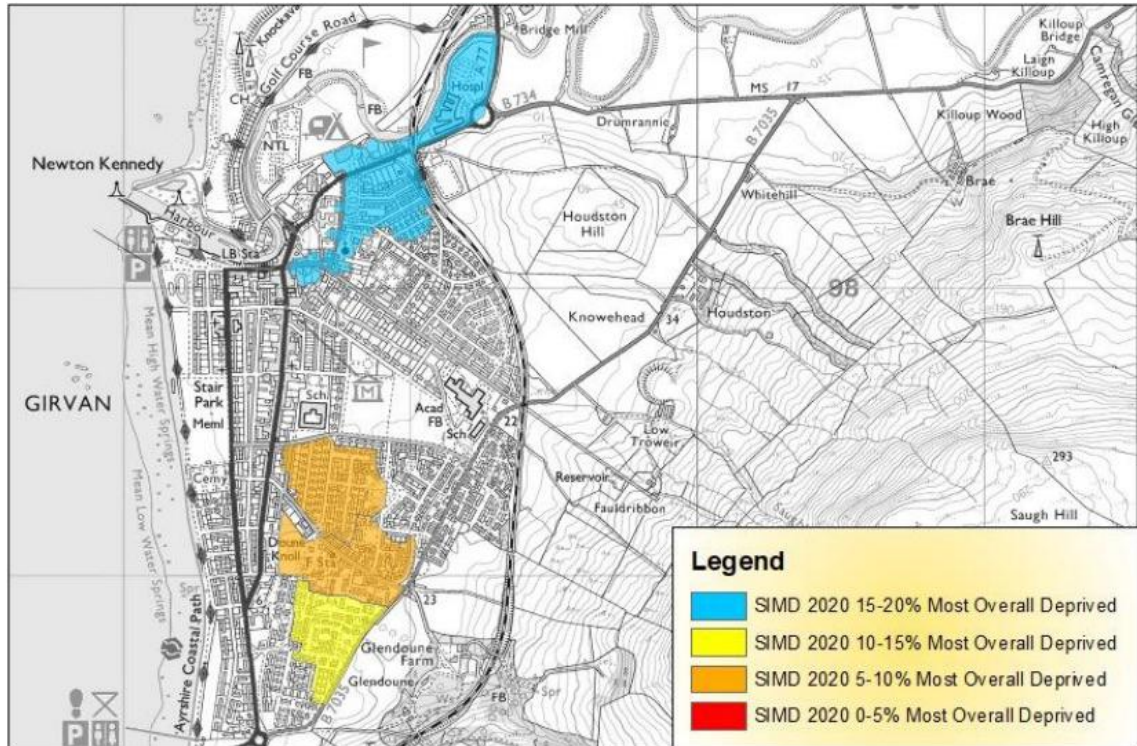 Knockava
Golf Course Road
FB
CH
NTL
FB
Newton Kennedy
Harbour
LB Sta
P
A 77
Bridge Mill
Hospl
B 734
Drumrannie
MS 17
B 7035
Killoup Bridge
Laigh Killoup
Camregan Gl
High Killoup
Killoup Wood
Brae
Whitehill
Brae Hill
Houdston Hill
98
Houdston
Knowehead
34
Mean High Water Springs
Mean Low Water Springs
GIRVAN
Stair Park
Meml
Sch
M
Acad
FB
Sch
22
Low Troweir
Reservoir
Fauldribbon
293
Saugh Hill
Cemy
Doune Knoll
F Sta
23
Ayrshire Coastal Path
Glendoune Farm
Glendoune
B 7035
FB
Spr
P
Legend
SIMD 2020 15-20% Most Overall Deprived
SIMD 2020 10-15% Most Overall Deprived
SIMD 2020 5-10% Most Overall Deprived
SIMD 2020 0-5% Most Overall Deprived